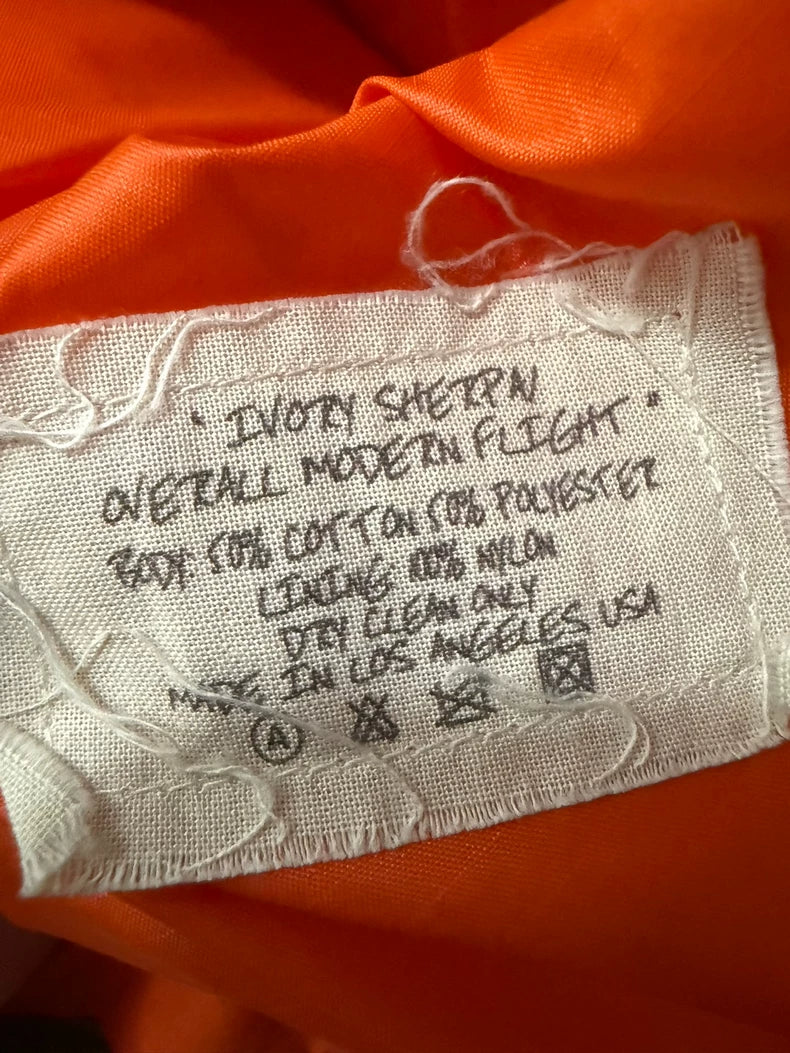 "IVORY SHERPA
OVERALL MODERN FLIGHT"
BODY: 50% COTTON 50% POLYESTER
LINING: 100% NYLON
DRY CLEAN ONLY
MADE IN LOS ANGELES USA
A